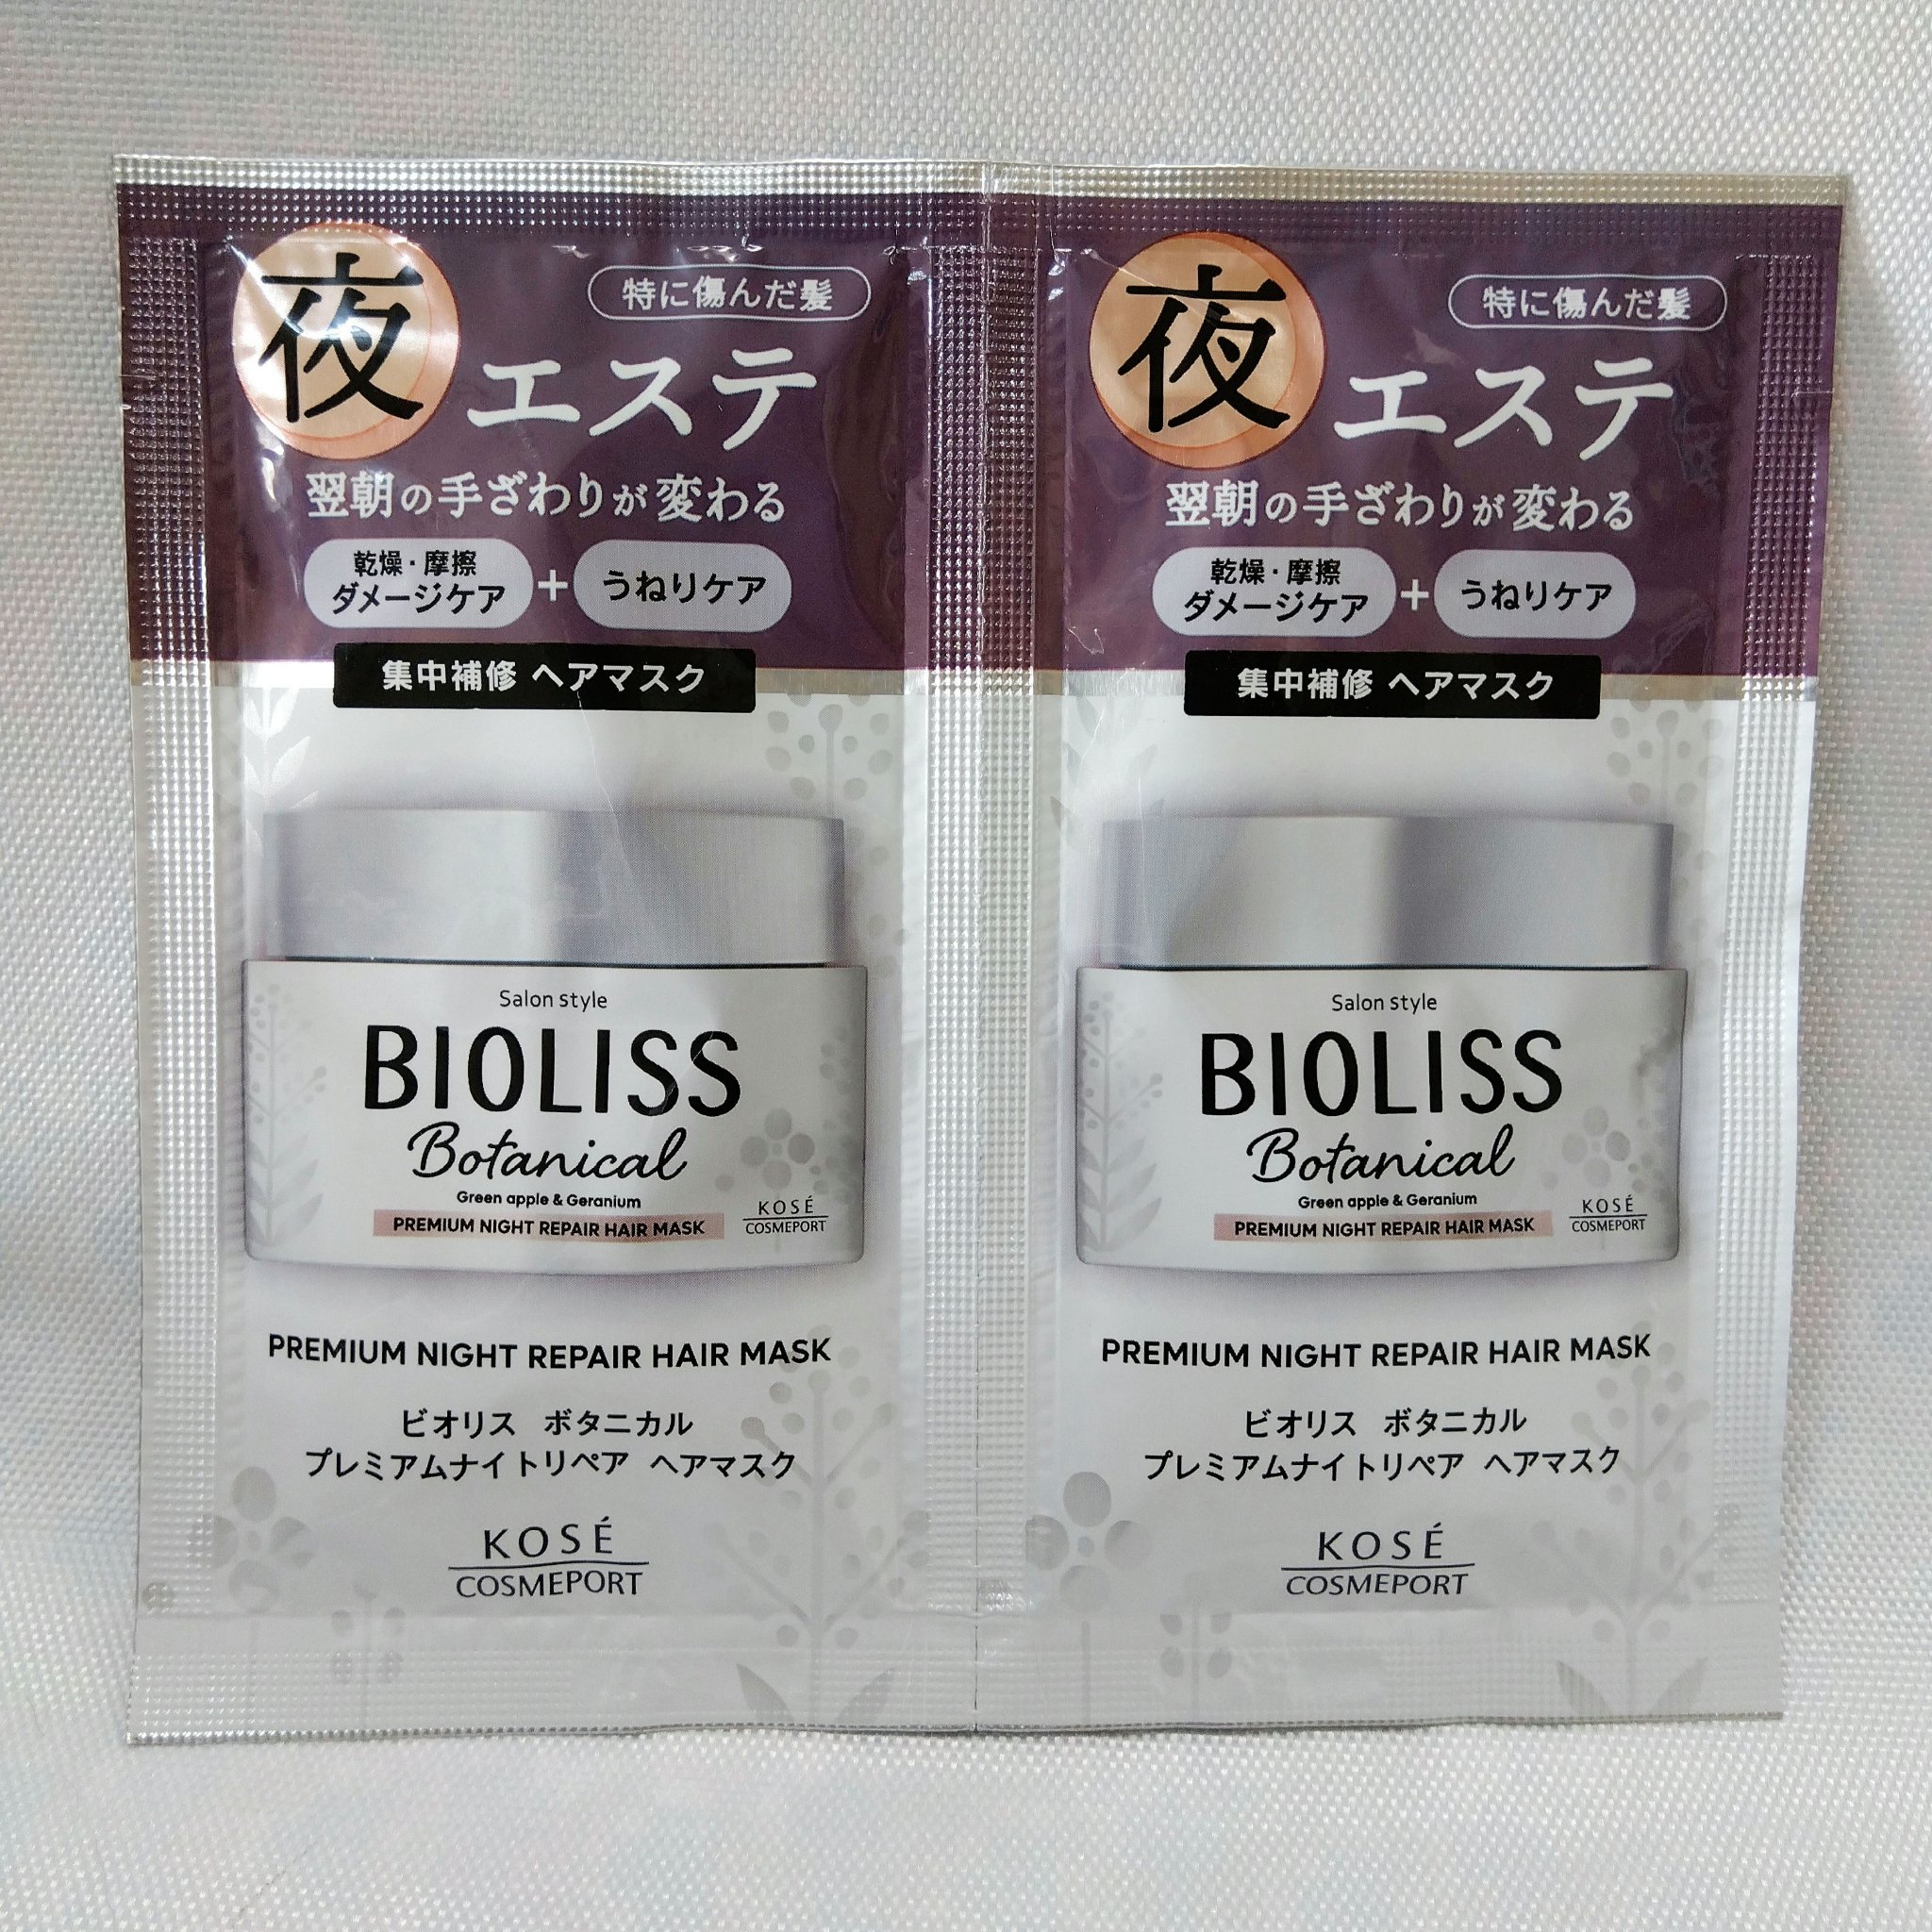 特に傷んだ髪
夜エステ
翌朝の手ざわりが変わる
乾燥・摩擦
ダメージケア+うねりケア
集中補修 ヘアマスク
Salon style
BIOLISS
Botanical
Green apple & Geranium
PREMIUM NIGHT REPAIR HAIR MASK
KOSÉ
COSMEPORT
PREMIUM NIGHT REPAIR HAIR MASK
ビオリス ボタニカル
プレミアムナイトリペア ヘアマスク
KOSÉ
COSMEPORT
特に傷んだ髪
夜エステ
翌朝の手ざわりが変わる
乾燥・摩擦
ダメージケア+うねりケア
集中補修 ヘアマスク
Salon style
BIOLISS
Botanical
Green apple & Geranium
PREMIUM NIGHT REPAIR HAIR MASK
KOSÉ
COSMEPORT
PREMIUM NIGHT REPAIR HAIR MASK
ビオリス ボタニカル
プレミアムナイトリペア ヘアマスク
KOSÉ
COSMEPORT